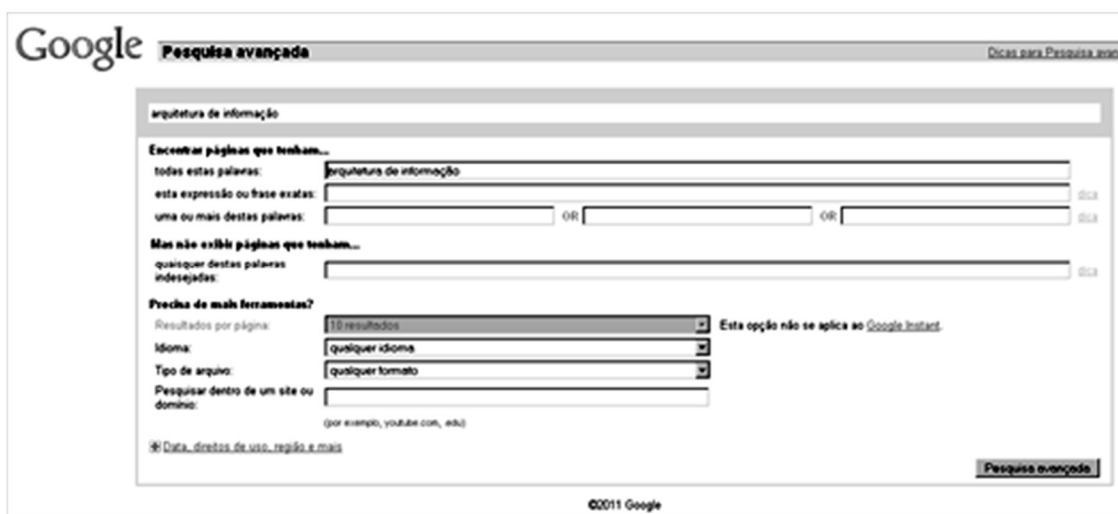 Google Pesquisa avançada
Dicas para Pesquisa
arquitetura de informação
Encontrar páginas que tenham...
todas estas palavras: arquitetura de informação
esta expressão ou frase exatas: dica
uma ou mais destas palavras: OR OR dica
Mas não exibir páginas que tenham...
quaisquer destas palavras
indesejadas: dica
Precisa de mais ferramentas?
Resultados por página: 10 resultados Esta opção não se aplica ao Google Instant.
Idioma: qualquer idioma
Tipo de arquivo: qualquer formato
Pesquisar dentro de um site ou
domínio:
(por exemplo, youtube.com, .edu)
Data, direitos de uso, região e mais
Pesquisa avançada
©2011 Google